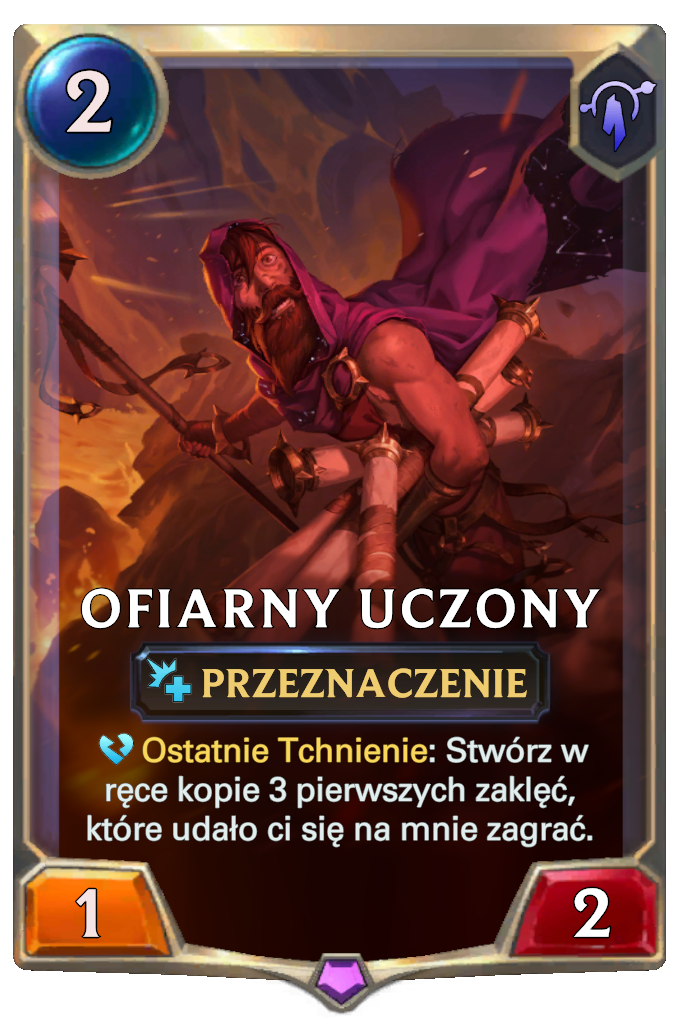 2
OFIARNY UCZONY
PRZEZNACZENIE
Ostatnie Tchnienie: Stwórz w
ręce kopie 3 pierwszych zaklęć,
które udało ci się na mnie zagrać.
1
2